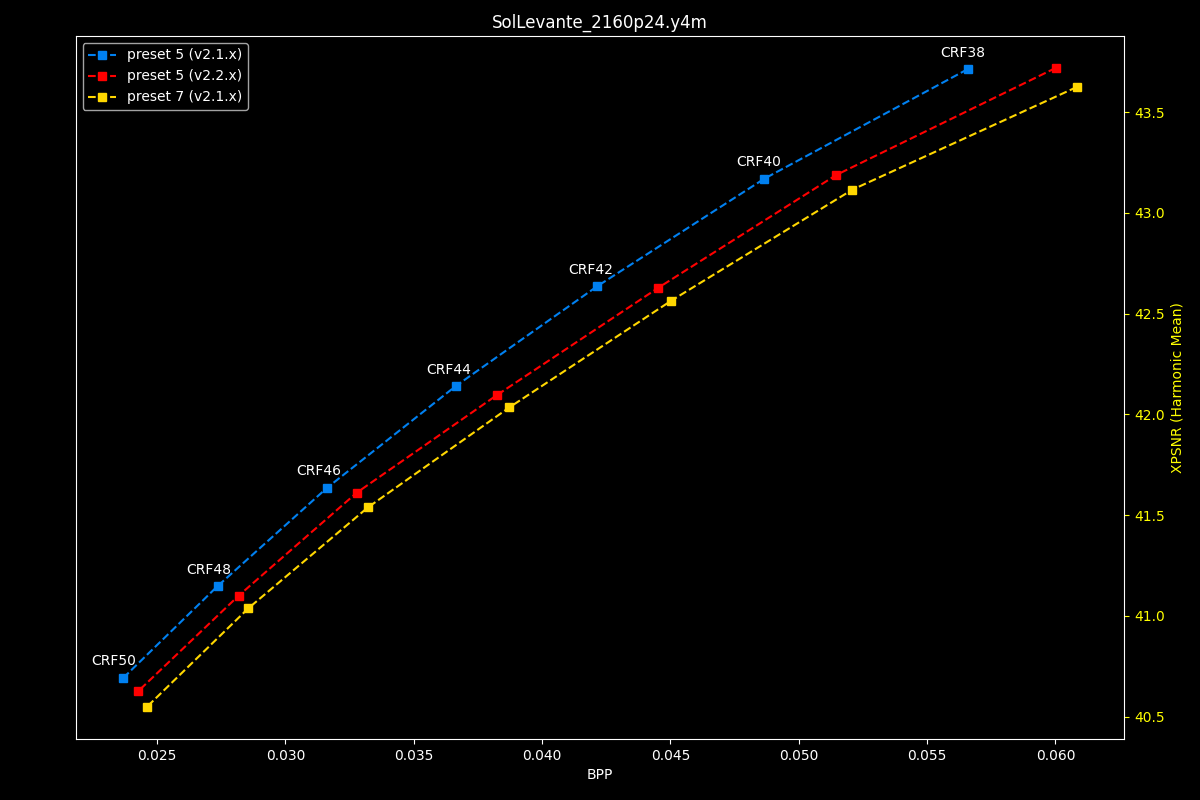 SolLevante_2160p24.y4m
preset 5 (v2.1.x)
preset 5 (v2.2.x)
preset 7 (v2.1.x)
CRF38
CRF40
CRF42
CRF44
CRF46
CRF48
CRF50
43.5
43.0
42.5
42.0
41.5
41.0
40.5
XPSNR (Harmonic Mean)
0.025 0.030 0.035 0.040 0.045 0.050 0.055 0.060
BPP